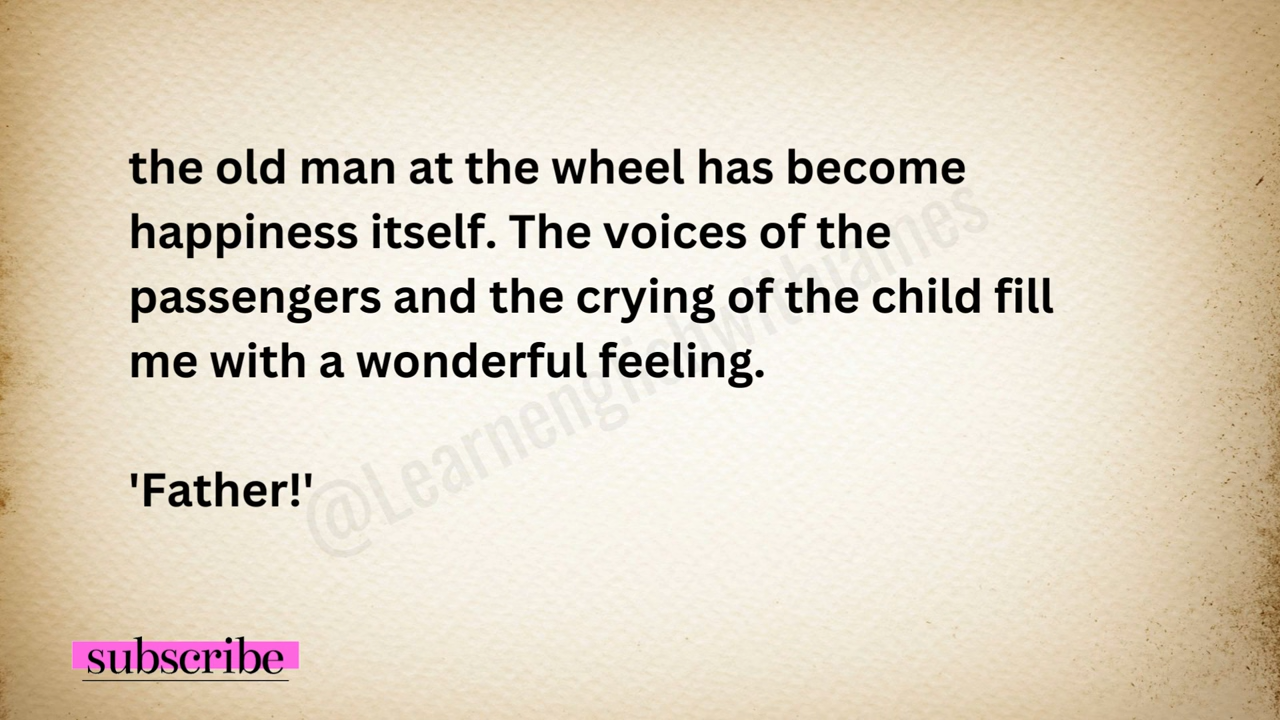 the old man at the wheel has become
happiness itself. The voices of the
passengers and the crying of the child fill
me with a wonderful feeling.
'Father!'
@Learnenglishwithjames
subscribe